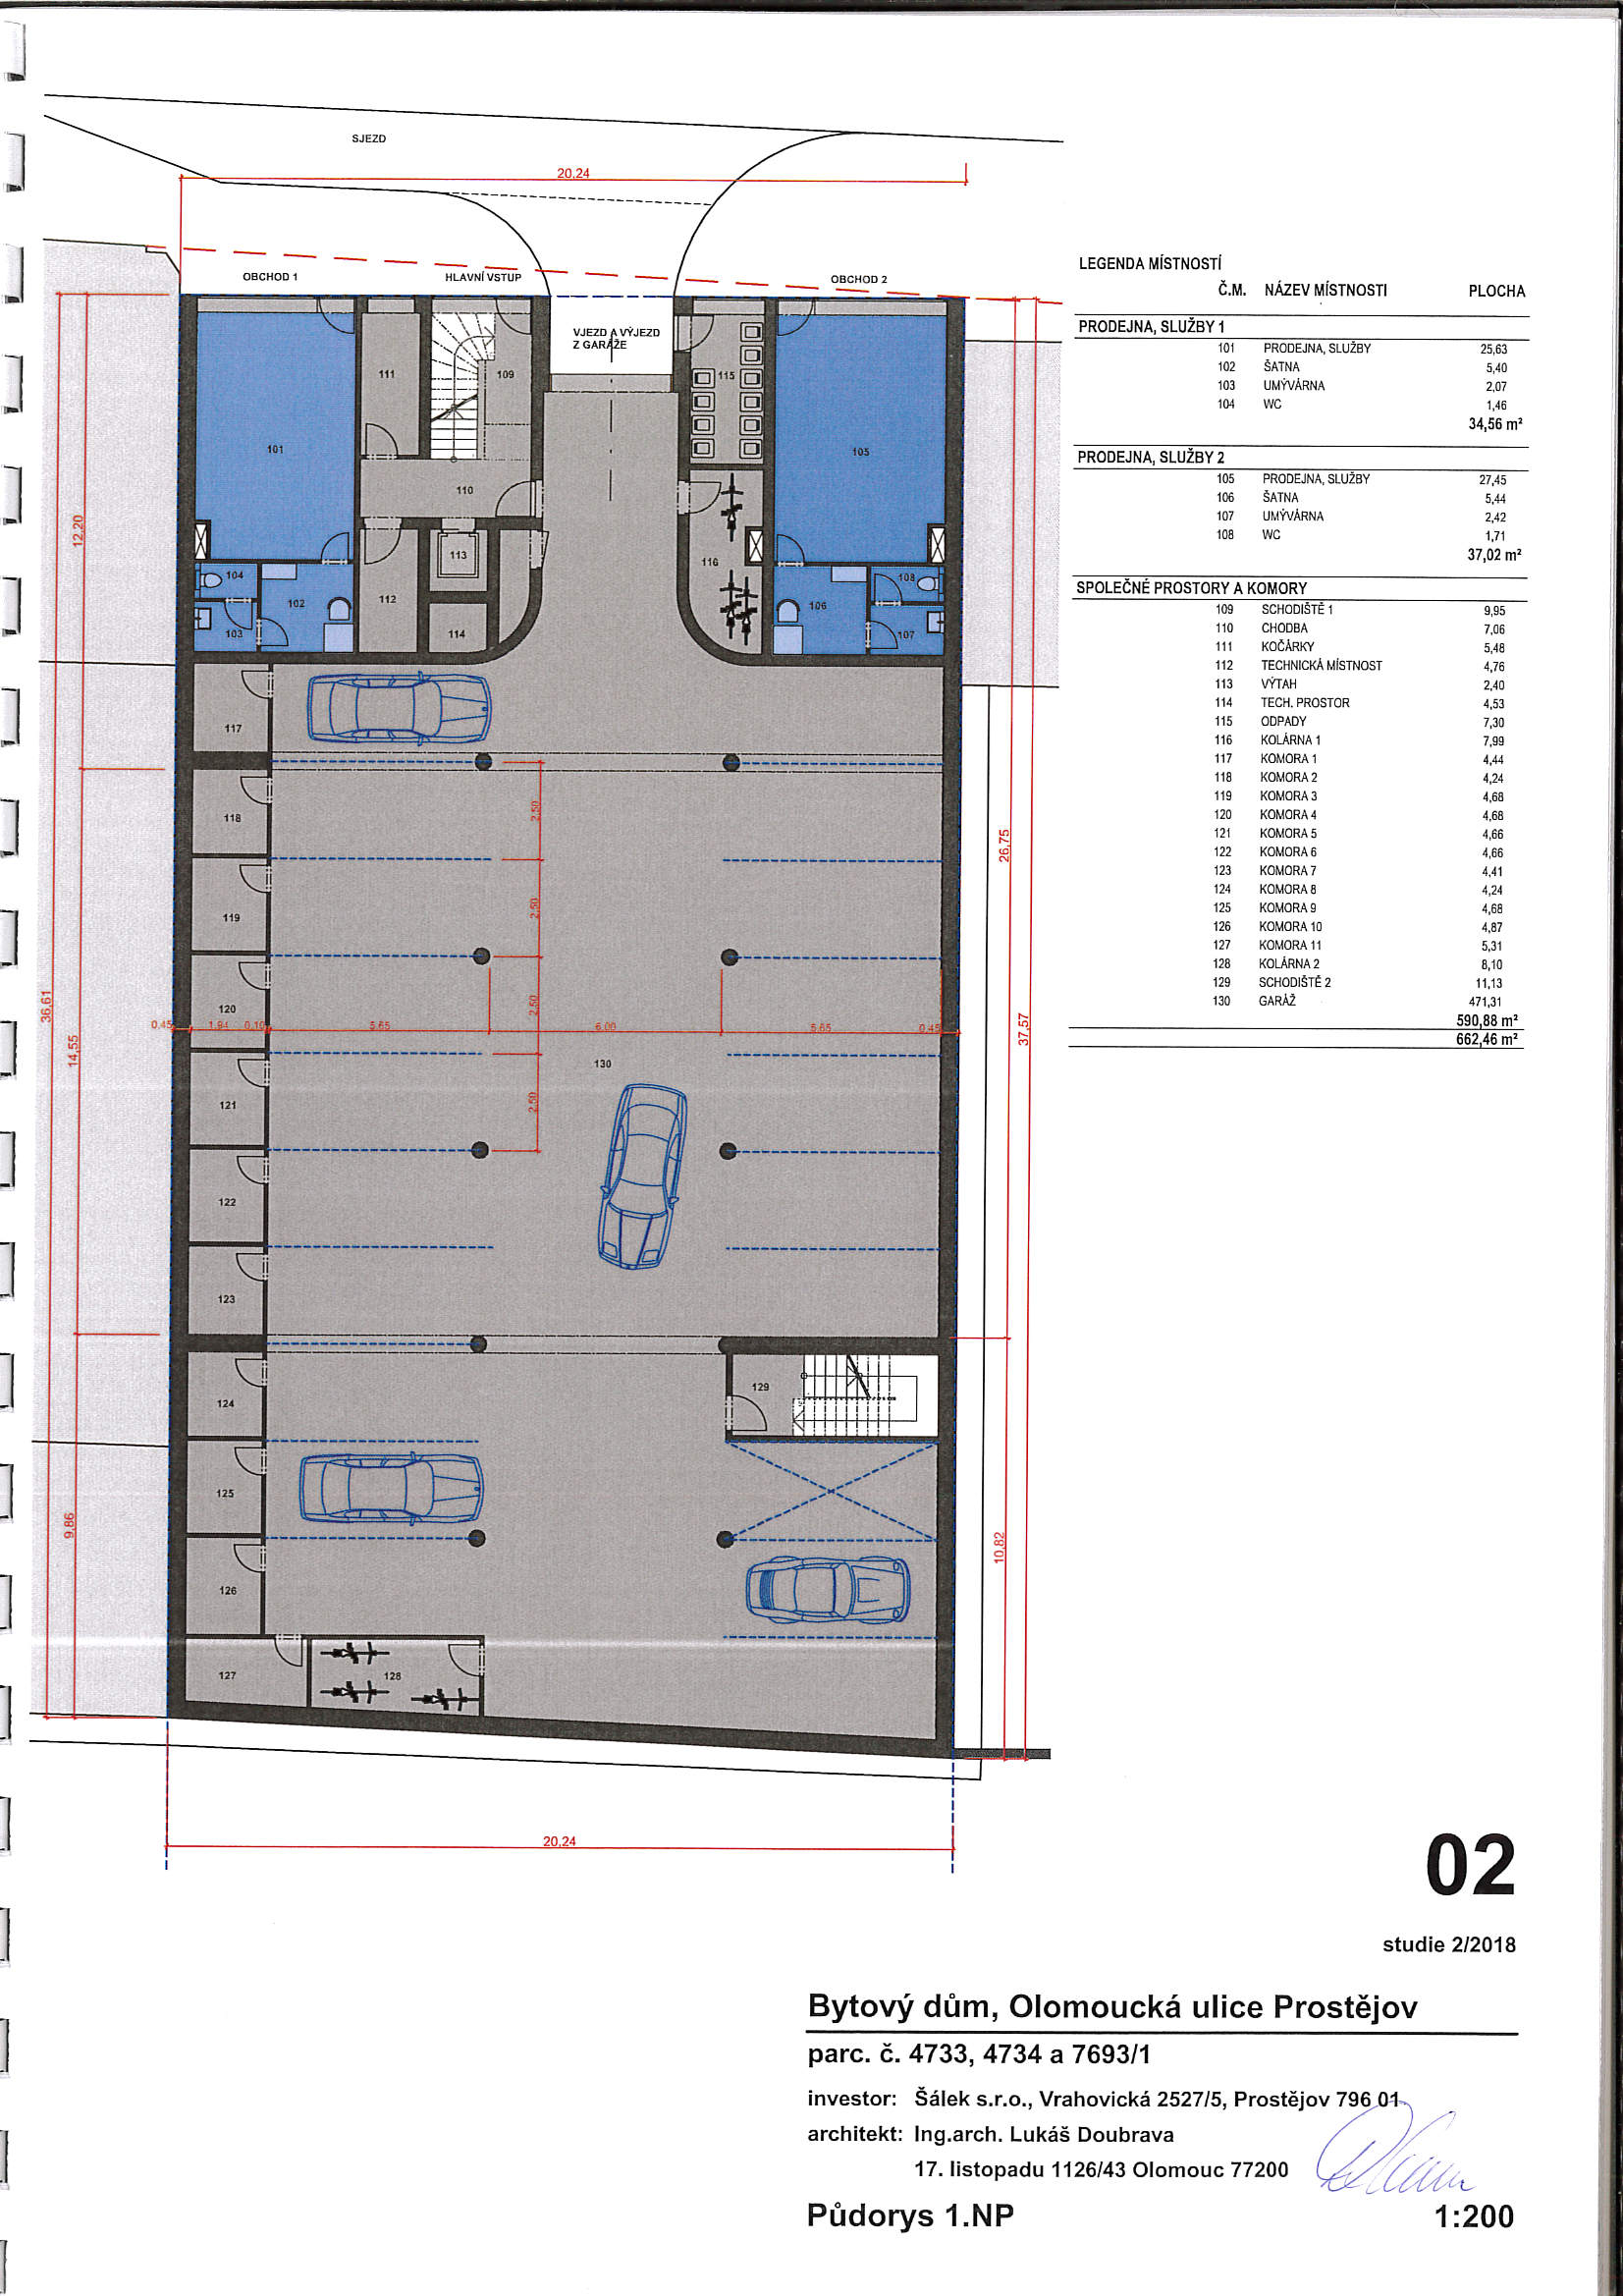 SJEZD
20,24
OBCHOD 1
HLAVNÍ VSTUP
OBCHOD 2
VJEZD A VÝJEZD
Z GARÁŽE
111
109
115
101
105
110
113
116
104
102
112
114
103
106
108
107
117
118
119
120
121
122
123
124
125
126
127
128
129
130
12,20
14,55
9,86
36,61
26,75
37,57
10,82
2,50
2,50
2,50
2,50
0,45
1,94
0,10
5,65
6,00
5,65
0,45
20,24
LEGENDA MÍSTNOSTÍ
Č.M. NÁZEV MÍSTNOSTI PLOCHA
PRODEJNA, SLUŽBY 1
101 PRODEJNA, SLUŽBY 25,63
102 ŠATNA 5,40
103 UMÝVÁRNA 2,07
104 WC 1,46
34,56 m²
PRODEJNA, SLUŽBY 2
105 PRODEJNA, SLUŽBY 27,45
106 ŠATNA 5,44
107 UMÝVÁRNA 2,42
108 WC 1,71
37,02 m²
SPOLEČNÉ PROSTORY A KOMORY
109 SCHODIŠTĚ 1 9,95
110 CHODBA 7,06
111 KOČÁRKY 5,48
112 TECHNICKÁ MÍSTNOST 4,76
113 VÝTAH 2,40
114 TECH. PROSTOR 4,53
115 ODPADY 7,30
116 KOLÁRNA 1 7,99
117 KOMORA 1 4,44
118 KOMORA 2 4,24
119 KOMORA 3 4,68
120 KOMORA 4 4,68
121 KOMORA 5 4,66
122 KOMORA 6 4,66
123 KOMORA 7 4,41
124 KOMORA 8 4,24
125 KOMORA 9 4,68
126 KOMORA 10 4,87
127 KOMORA 11 5,31
128 KOLÁRNA 2 8,10
129 SCHODIŠTĚ 2 11,13
130 GARÁŽ 471,31
590,88 m²
662,46 m²
02
studie 2/2018
Bytový dům, Olomoucká ulice Prostějov
parc. č. 4733, 4734 a 7693/1
investor: Šálek s.r.o., Vrahovická 2527/5, Prostějov 796 01
architekt: Ing.arch. Lukáš Doubrava
17. listopadu 1126/43 Olomouc 77200
Půdorys 1.NP 1:200